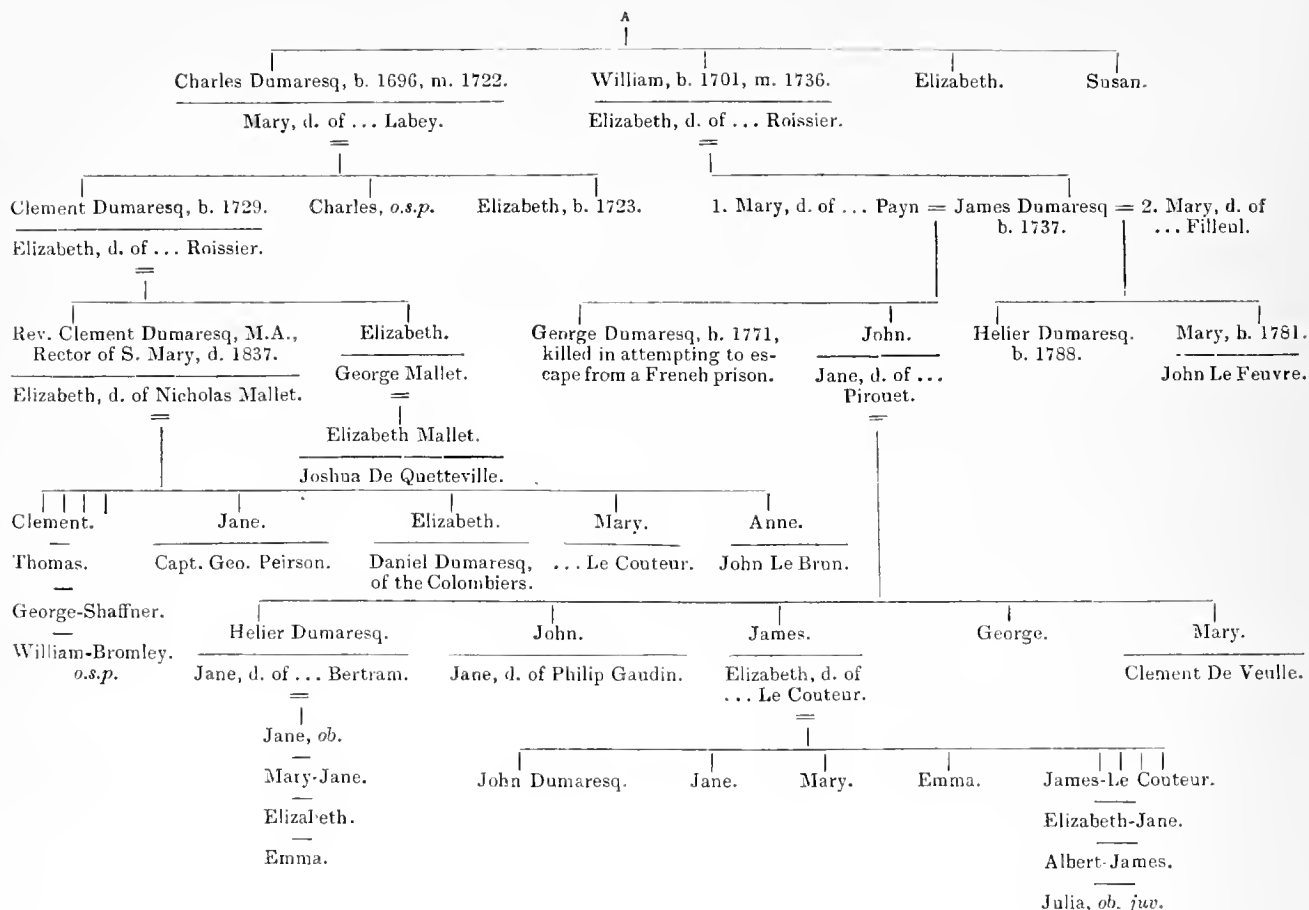 A
Charles Dumaresq, b. 1696, m. 1722. William, b. 1701, m. 1736. Elizabeth. Susan.
Mary, d. of ... Labey. Elizabeth, d. of ... Roissier.
Clement Dumaresq, b. 1729. Charles, o.s.p. Elizabeth, b. 1723. 1. Mary, d. of ... Payn = James Dumaresq = 2. Mary, d. of
b. 1737. ... Filleul.
Elizabeth, d. of ... Roissier.
Rev. Clement Dumaresq, M.A., Elizabeth. George Dumaresq, b. 1771, John. Helier Dumaresq. Mary, b. 1781.
Rector of S. Mary, d. 1837. killed in attempting to es- b. 1788.
George Mallet. cape from a French prison. Jane, d. of ... John Le Feuvre.
Elizabeth, d. of Nicholas Mallet. Pirouet.
Elizabeth Mallet.
Joshua De Quetteville.
Clement. Jane. Elizabeth. Mary. Anne.
Thomas. Capt. Geo. Peirson. Daniel Dumaresq, ... Le Couteur. John Le Brun.
of the Colombiers.
George-Shaffner.
Helier Dumaresq. John. James. George. Mary.
William-Bromley.
o.s.p. Jane, d. of ... Bertram. Jane, d. of Philip Gaudin. Elizabeth, d. of Clement De Veulle.
... Le Couteur.
Jane, ob.
Mary-Jane. John Dumaresq. Jane. Mary. Emma. James-Le Couteur.
Elizabeth. Elizabeth-Jane.
Emma. Albert-James.
Julia, ob. juv.